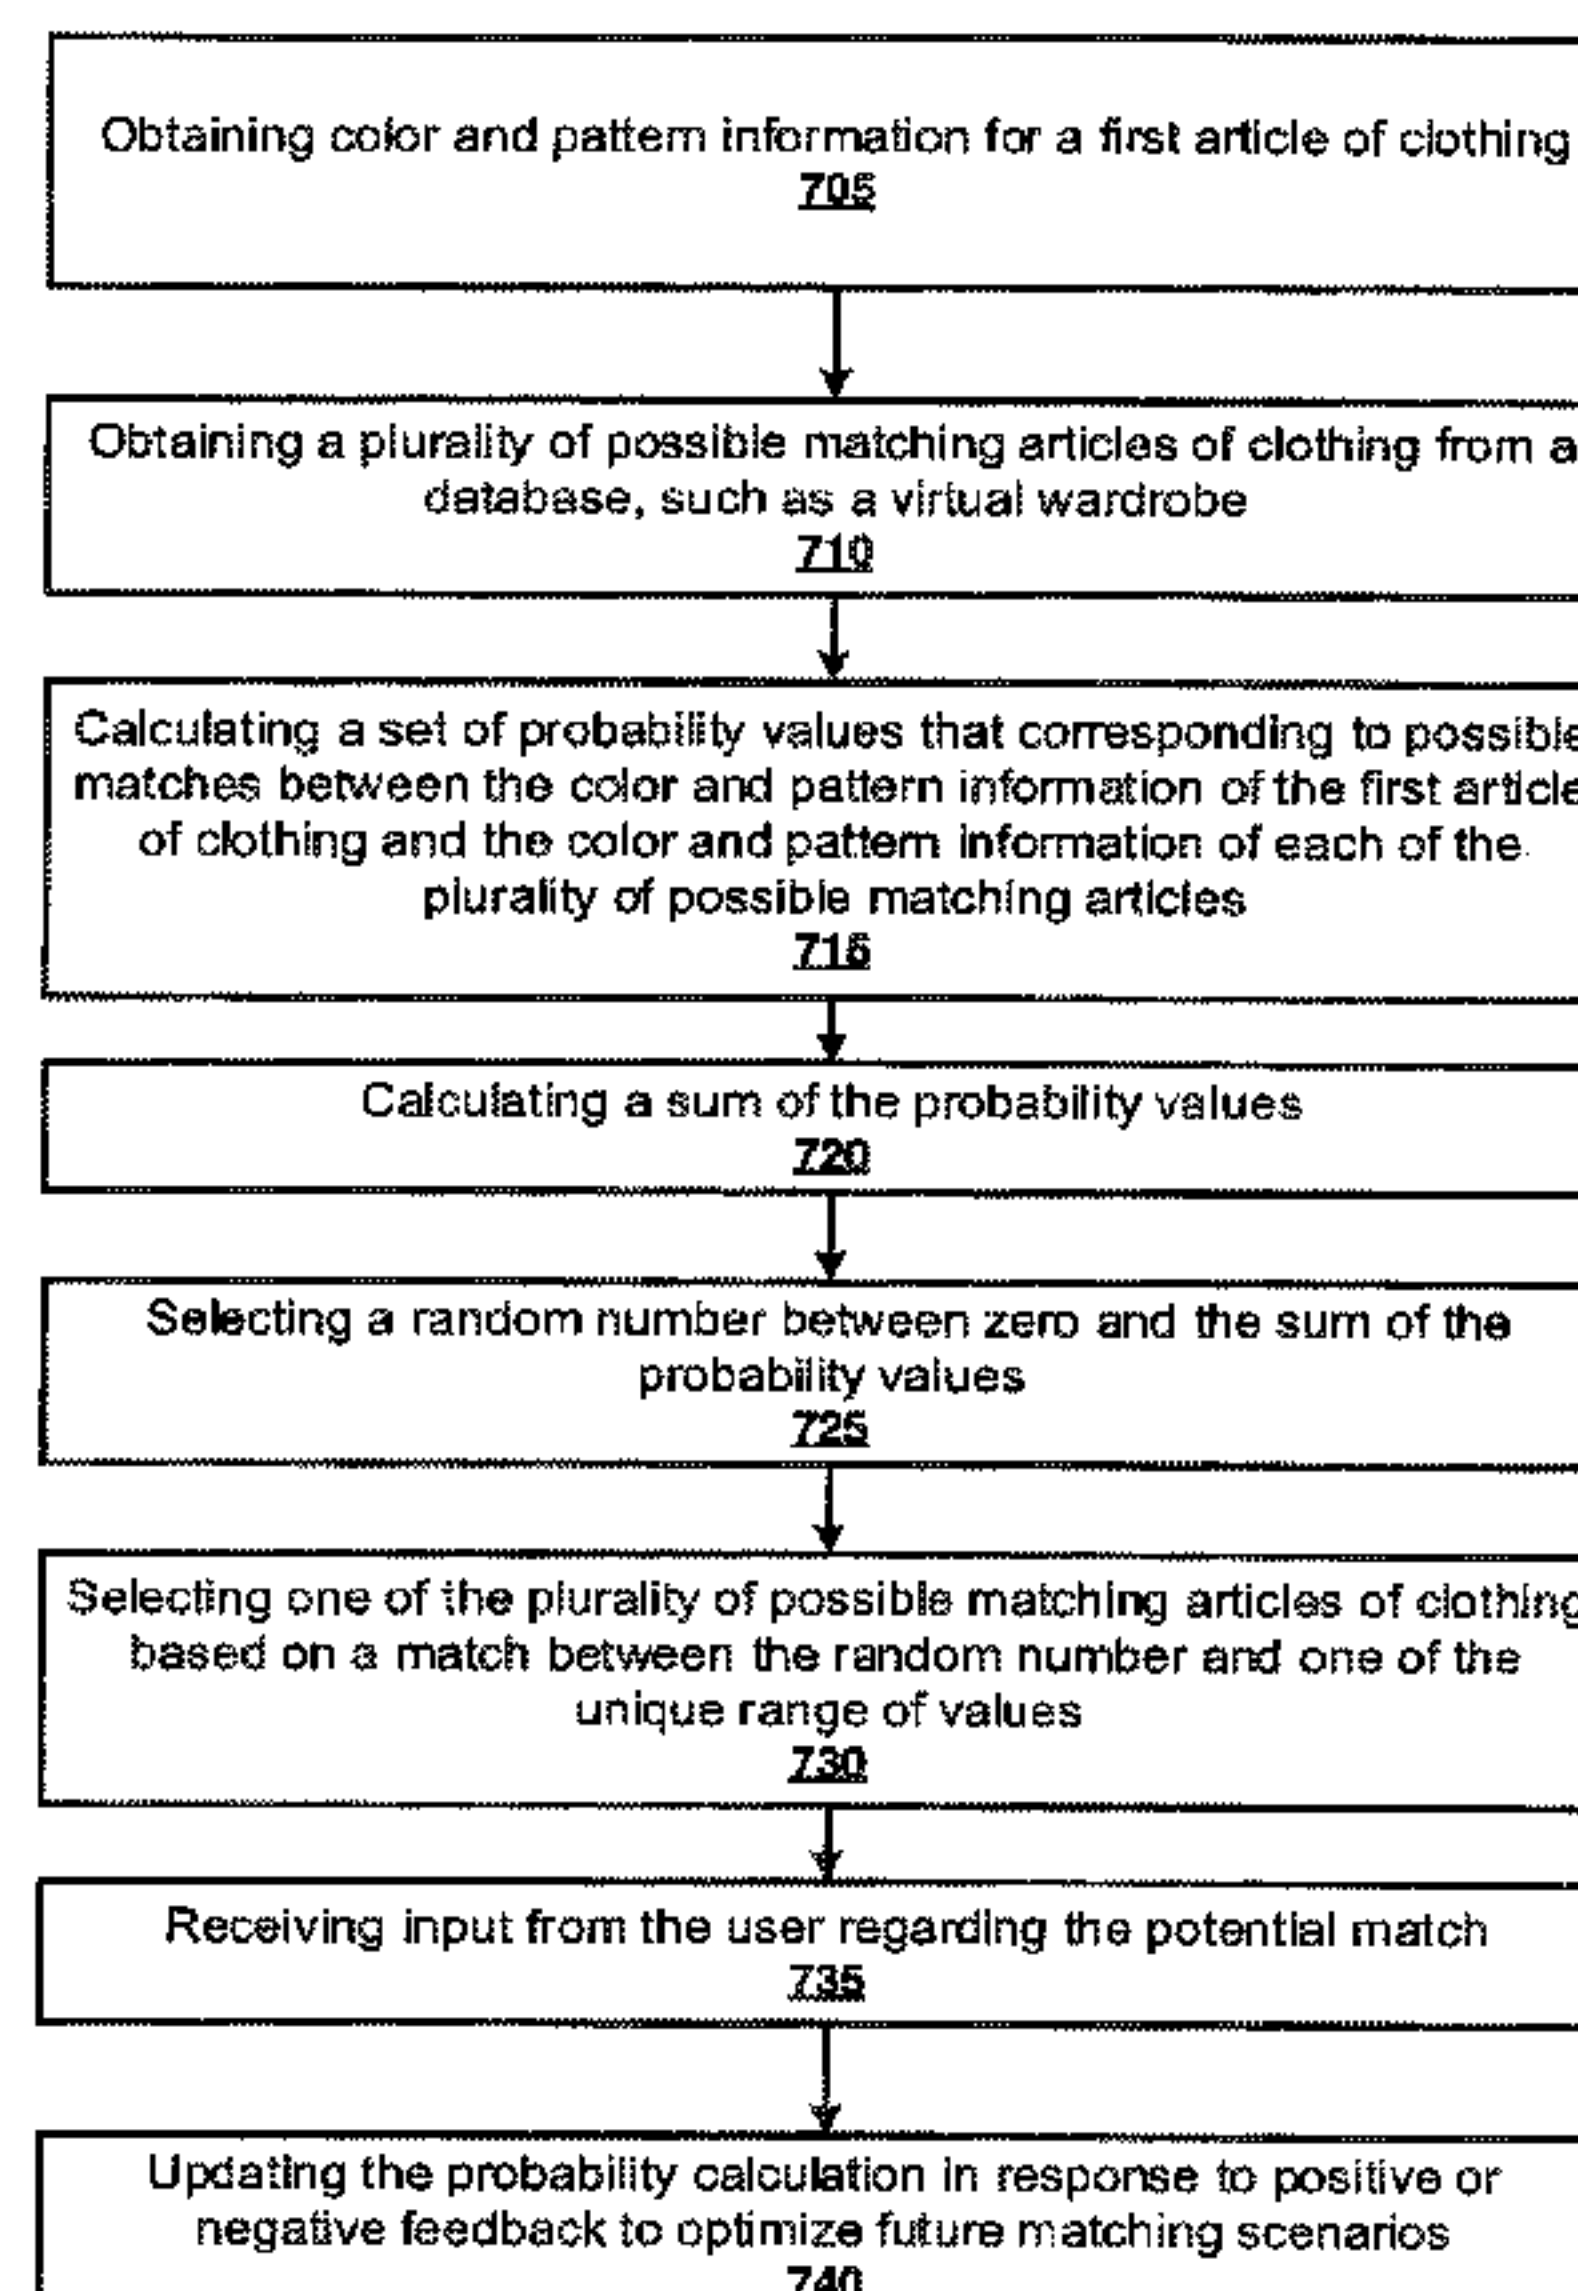 Obtaining color and pattern information for a first article of clothing
705
Obtaining a plurality of possible matching articles of clothing from a
database, such as a virtual wardrobe
710
Calculating a set of probability values that corresponding to possible
matches between the color and pattern information of the first article
of clothing and the color and pattern information of each of the
plurality of possible matching articles
715
Calculating a sum of the probability values
720
Selecting a random number between zero and the sum of the
probability values
725
Selecting one of the plurality of possible matching articles of clothing
based on a match between the random number and one of the
unique range of values
730
Receiving input from the user regarding the potential match
735
Updating the probability calculation in response to positive or
negative feedback to optimize future matching scenarios
740